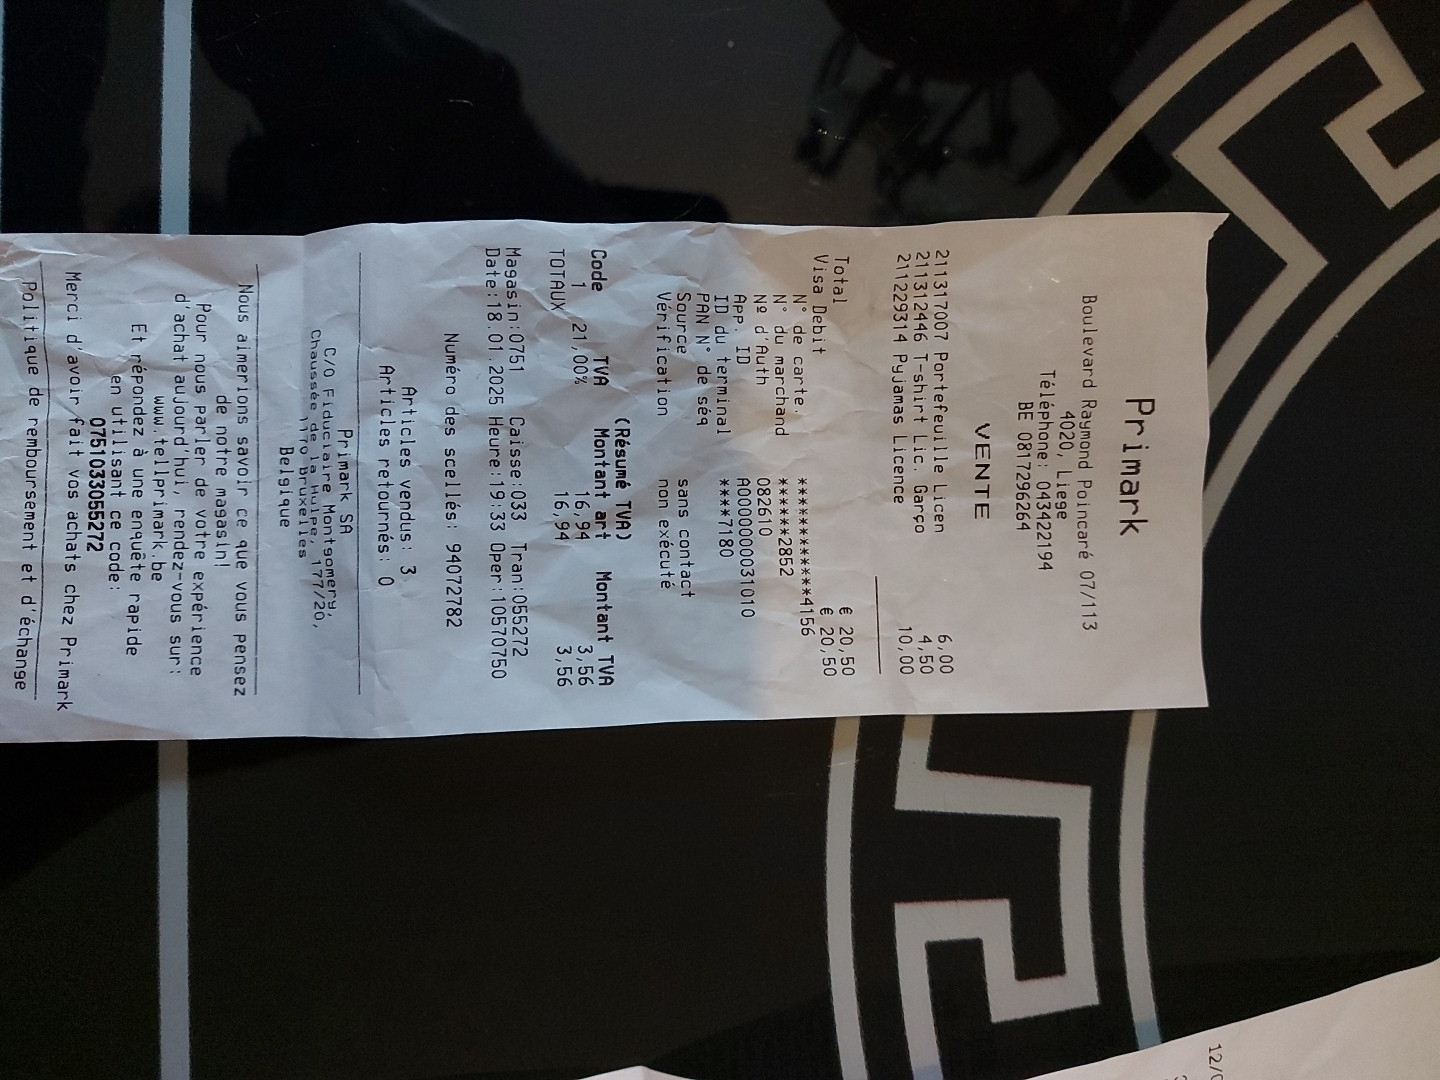 Primark
Boulevard Raymond Poincaré 07/113
4020, Liege
Téléphone: 043422194
BE 0817296264
VENTE
211317007 Portefeuille Licen 6,00
211312446 T-shirt Lic. Garço 4,50
211229314 Pyjamas Licence 10,00
Total € 20,50
Visa Debit € 20,50
N° de carte. ************4156
N° du marchand ******2852
Nº d'Auth 082610
App. ID A0000000031010
ID du terminal ****7180
PAN N° de séq
Source sans contact
Vérification non exécuté
(Résumé TVA)
Code TVA Montant art Montant TVA
1 21,00% 16,94 3,56
TOTAUX 16,94 3,56
Magasin:0751 Caisse:033 Tran:055272
Date:18.01.2025 Heure:19:33 Oper:10570750
Numéro des scellés: 94072782
Articles vendus: 3
Articles retournés: 0
Primark SA
C/O Fiduciaire Montgomery,
Chaussée de la Hulpe, 177/20,
1170 Bruxelles
Belgique
Nous aimerions savoir ce que vous pensez
de notre magasin!
Pour nous parler de votre expérience
d'achat aujourd'hui, rendez-vous sur:
www.tellprimark.be
Et répondez à une enquête rapide
en utilisant ce code:
075103305527​2
Merci d'avoir fait vos achats chez Primark
Politique de remboursement et d'échange